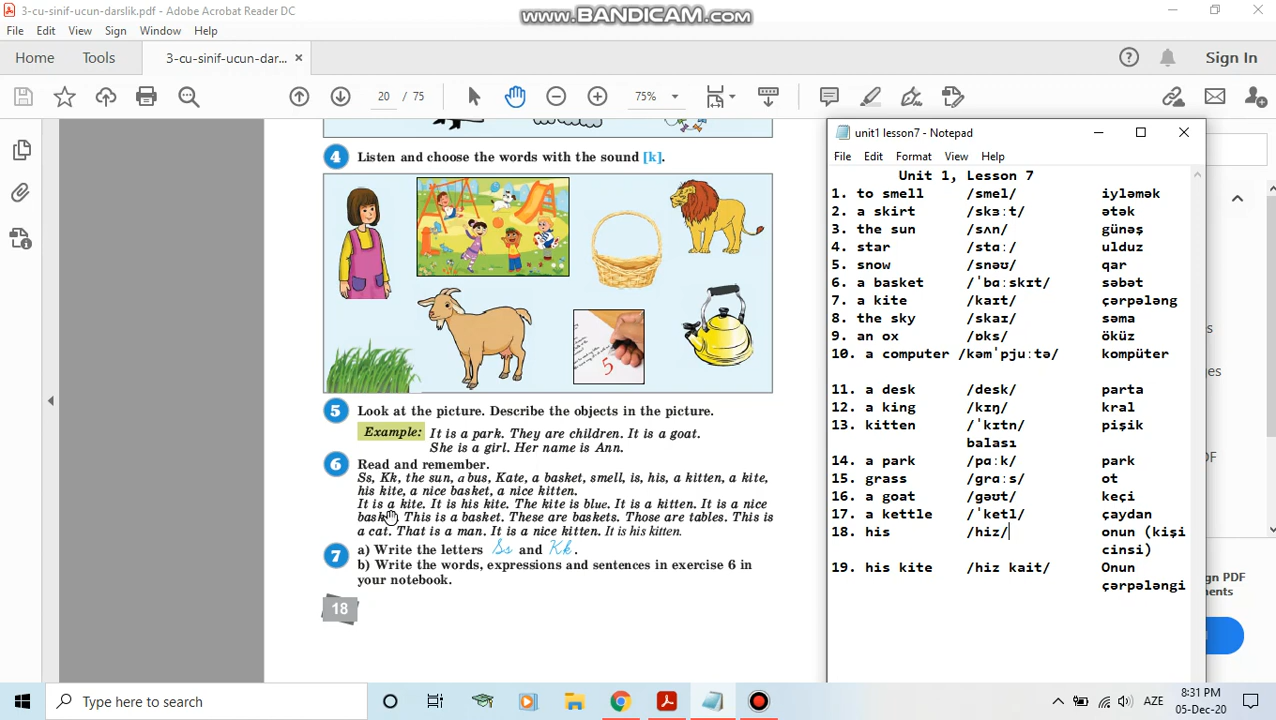 3-cu-sinif-ucun-darslik.pdf - Adobe Acrobat Reader DC
www.BANDICAM.com
File Edit View Sign Window Help
Home Tools 3-cu-sinif-ucun-dar... × Sign In
20 / 75 75%
4 Listen and choose the words with the sound [k].
5
5 Look at the picture. Describe the objects in the picture.
Example: It is a park. They are children. It is a goat.
She is a girl. Her name is Ann.
6 Read and remember.
Ss, Kk, the sun, a bus, Kate, a basket, smell, is, his, a kitten, a kite,
his kite, a nice basket, a nice kitten.
It is a kite. It is his kite. The kite is blue. It is a kitten. It is a nice
basket. This is a basket. These are baskets. Those are tables. This is
a cat. That is a man. It is a nice kitten. It is his kitten.
7 a) Write the letters Ss and Kk.
b) Write the words, expressions and sentences in exercise 6 in
your notebook.
18
unit1 lesson7 - Notepad
File Edit Format View Help
Unit 1, Lesson 7
1. to smell /smel/ iyləmək
2. a skirt /skɜːt/ ətək
3. the sun /sʌn/ günəş
4. star /stɑː/ ulduz
5. snow /snəʊ/ qar
6. a basket /ˈbɑːskɪt/ səbət
7. a kite /kaɪt/ çərpələng
8. the sky /skaɪ/ səma
9. an ox /ɒks/ öküz
10. a computer /kəmˈpjuːtə/ kompüter
11. a desk /desk/ parta
12. a king /kɪŋ/ kral
13. kitten /ˈkɪtn/ pişik
balası
14. a park /pɑːk/ park
15. grass /grɑːs/ ot
16. a goat /gəʊt/ keçi
17. a kettle /ˈketl/ çaydan
18. his /hiz/ onun (kişi
cinsi)
19. his kite /hiz kait/ Onun
çərpələngi
s
es
DF
gn PDF
ments
Type here to search
AZE
8:31 PM
05-Dec-20